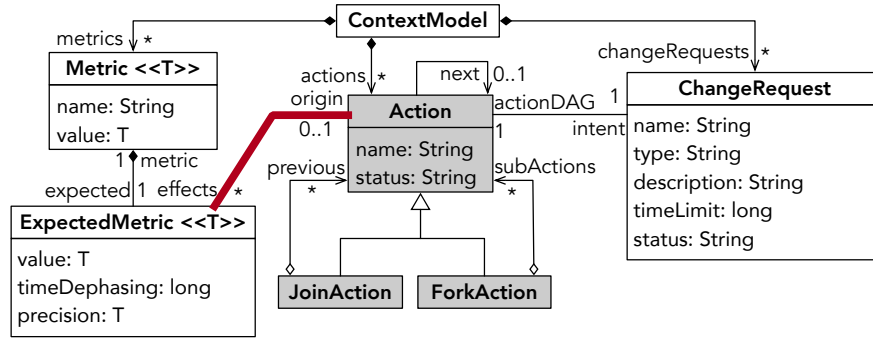 ContextModel
metrics
*
actions
*
next
0..1
changeRequests
*
Metric <<T>>
name: String
value: T
origin
0..1
Action
name: String
status: String
actionDAG
1
1
intent
ChangeRequest
name: String
type: String
description: String
timeLimit: long
status: String
1
metric
expected
1
effects
*
previous
*
subActions
*
ExpectedMetric <<T>>
value: T
timeDephasing: long
precision: T
JoinAction
ForkAction